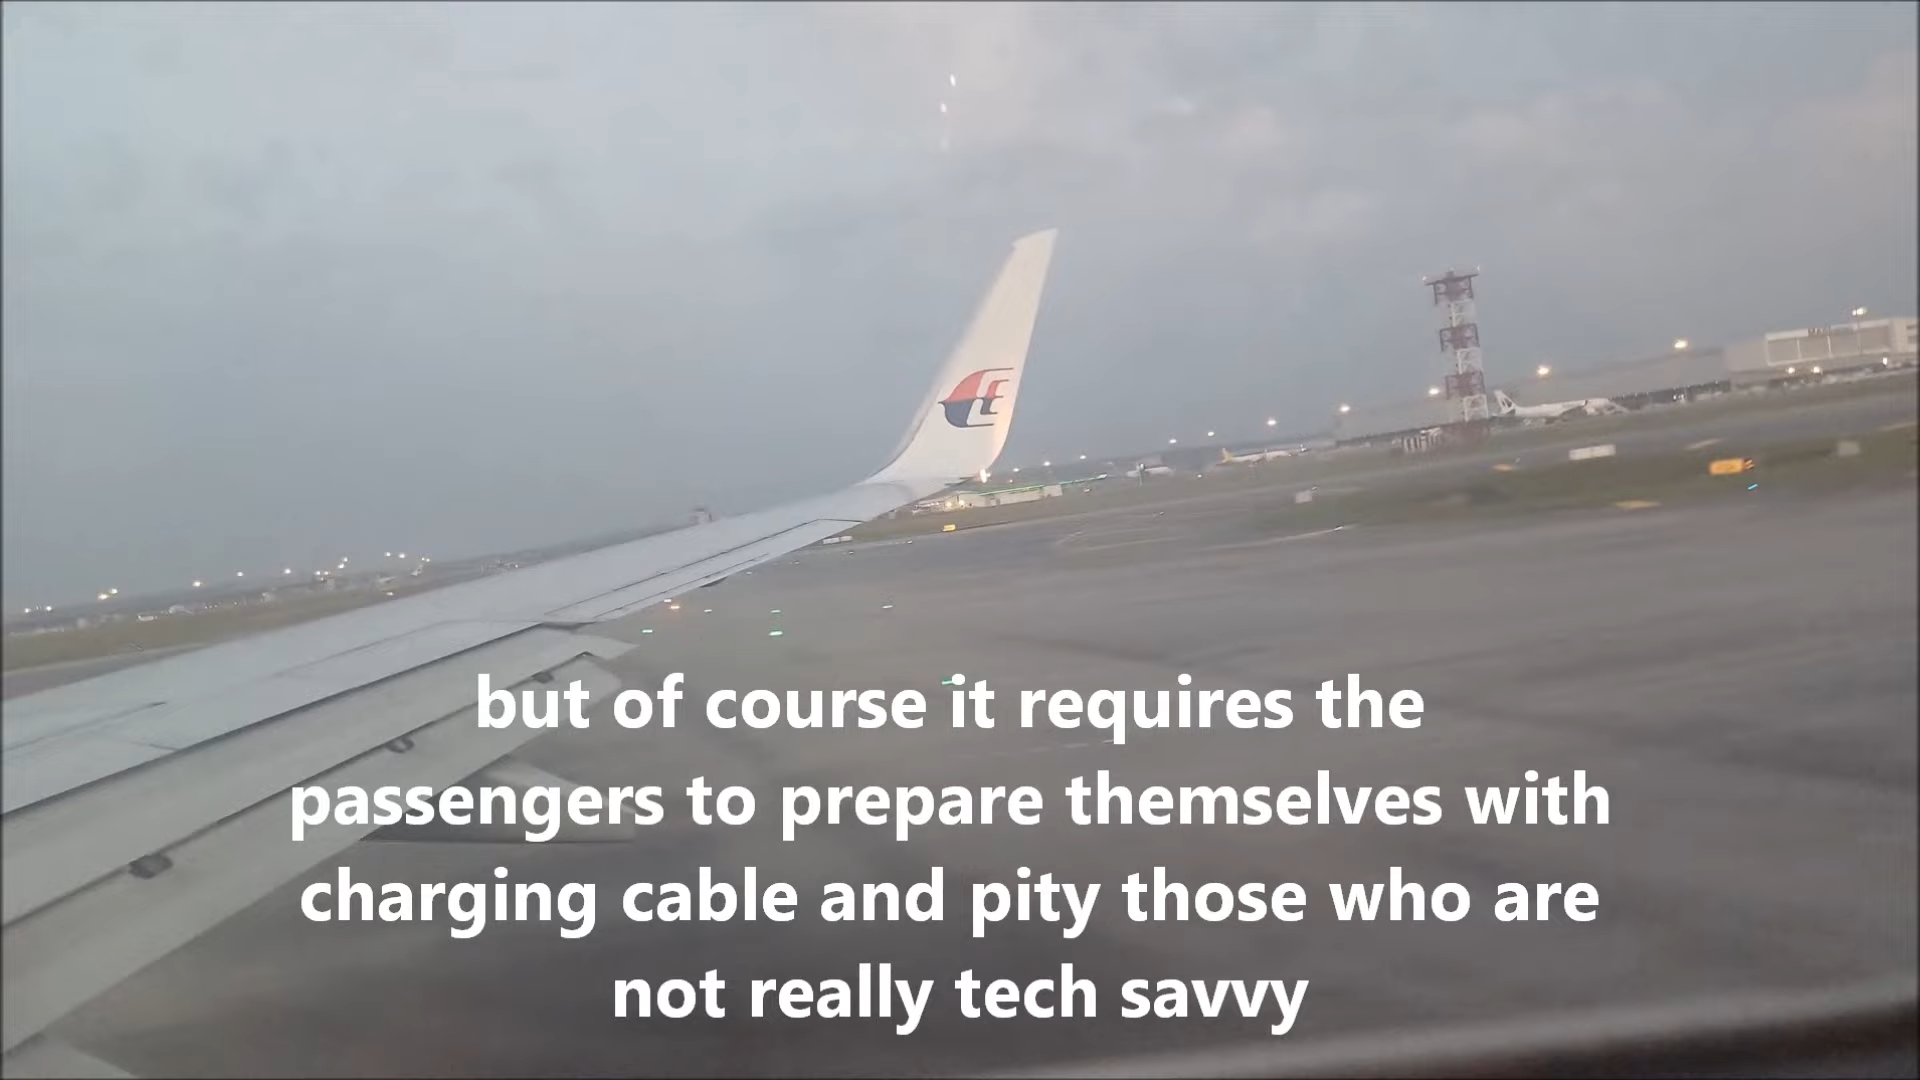 but of course it requires the
passengers to prepare themselves with
charging cable and pity those who are
not really tech savvy